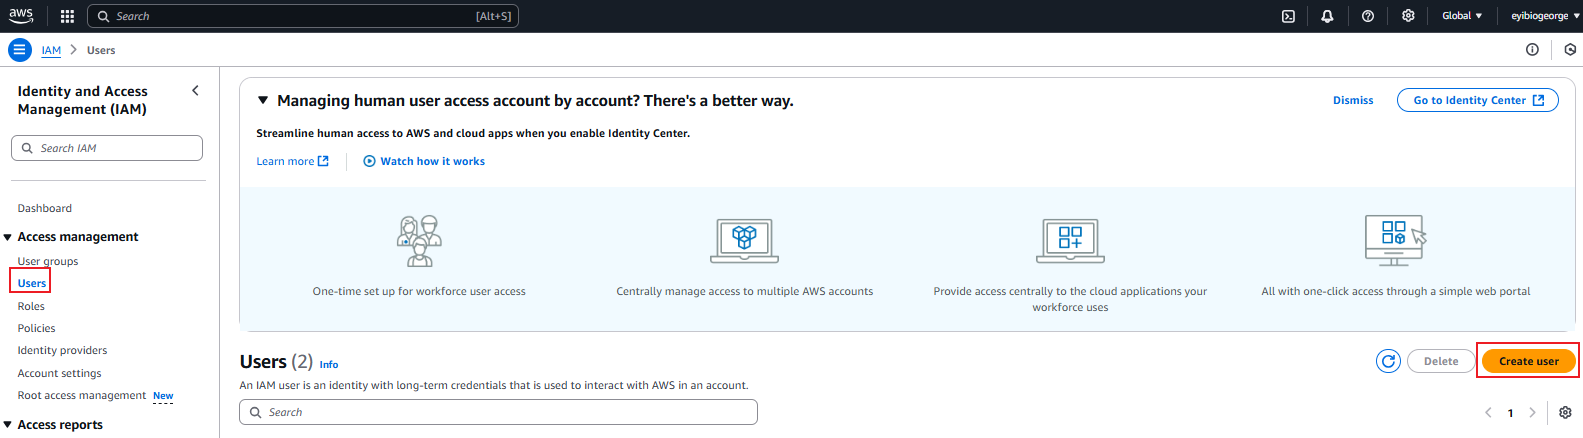 aws
Search [Alt+S]
Global
eyibiogeorge
IAM > Users
Identity and Access
Management (IAM)
Search IAM
Dashboard
Access management
User groups
Users
Roles
Policies
Identity providers
Account settings
Root access management New
Access reports
Managing human user access account by account? There's a better way.
Dismiss
Go to Identity Center
Streamline human access to AWS and cloud apps when you enable Identity Center.
Learn more
Watch how it works
One-time set up for workforce user access
Centrally manage access to multiple AWS accounts
Provide access centrally to the cloud applications your
workforce uses
All with one-click access through a simple web portal
Users (2) Info
Delete
Create user
An IAM user is an identity with long-term credentials that is used to interact with AWS in an account.
Search
1